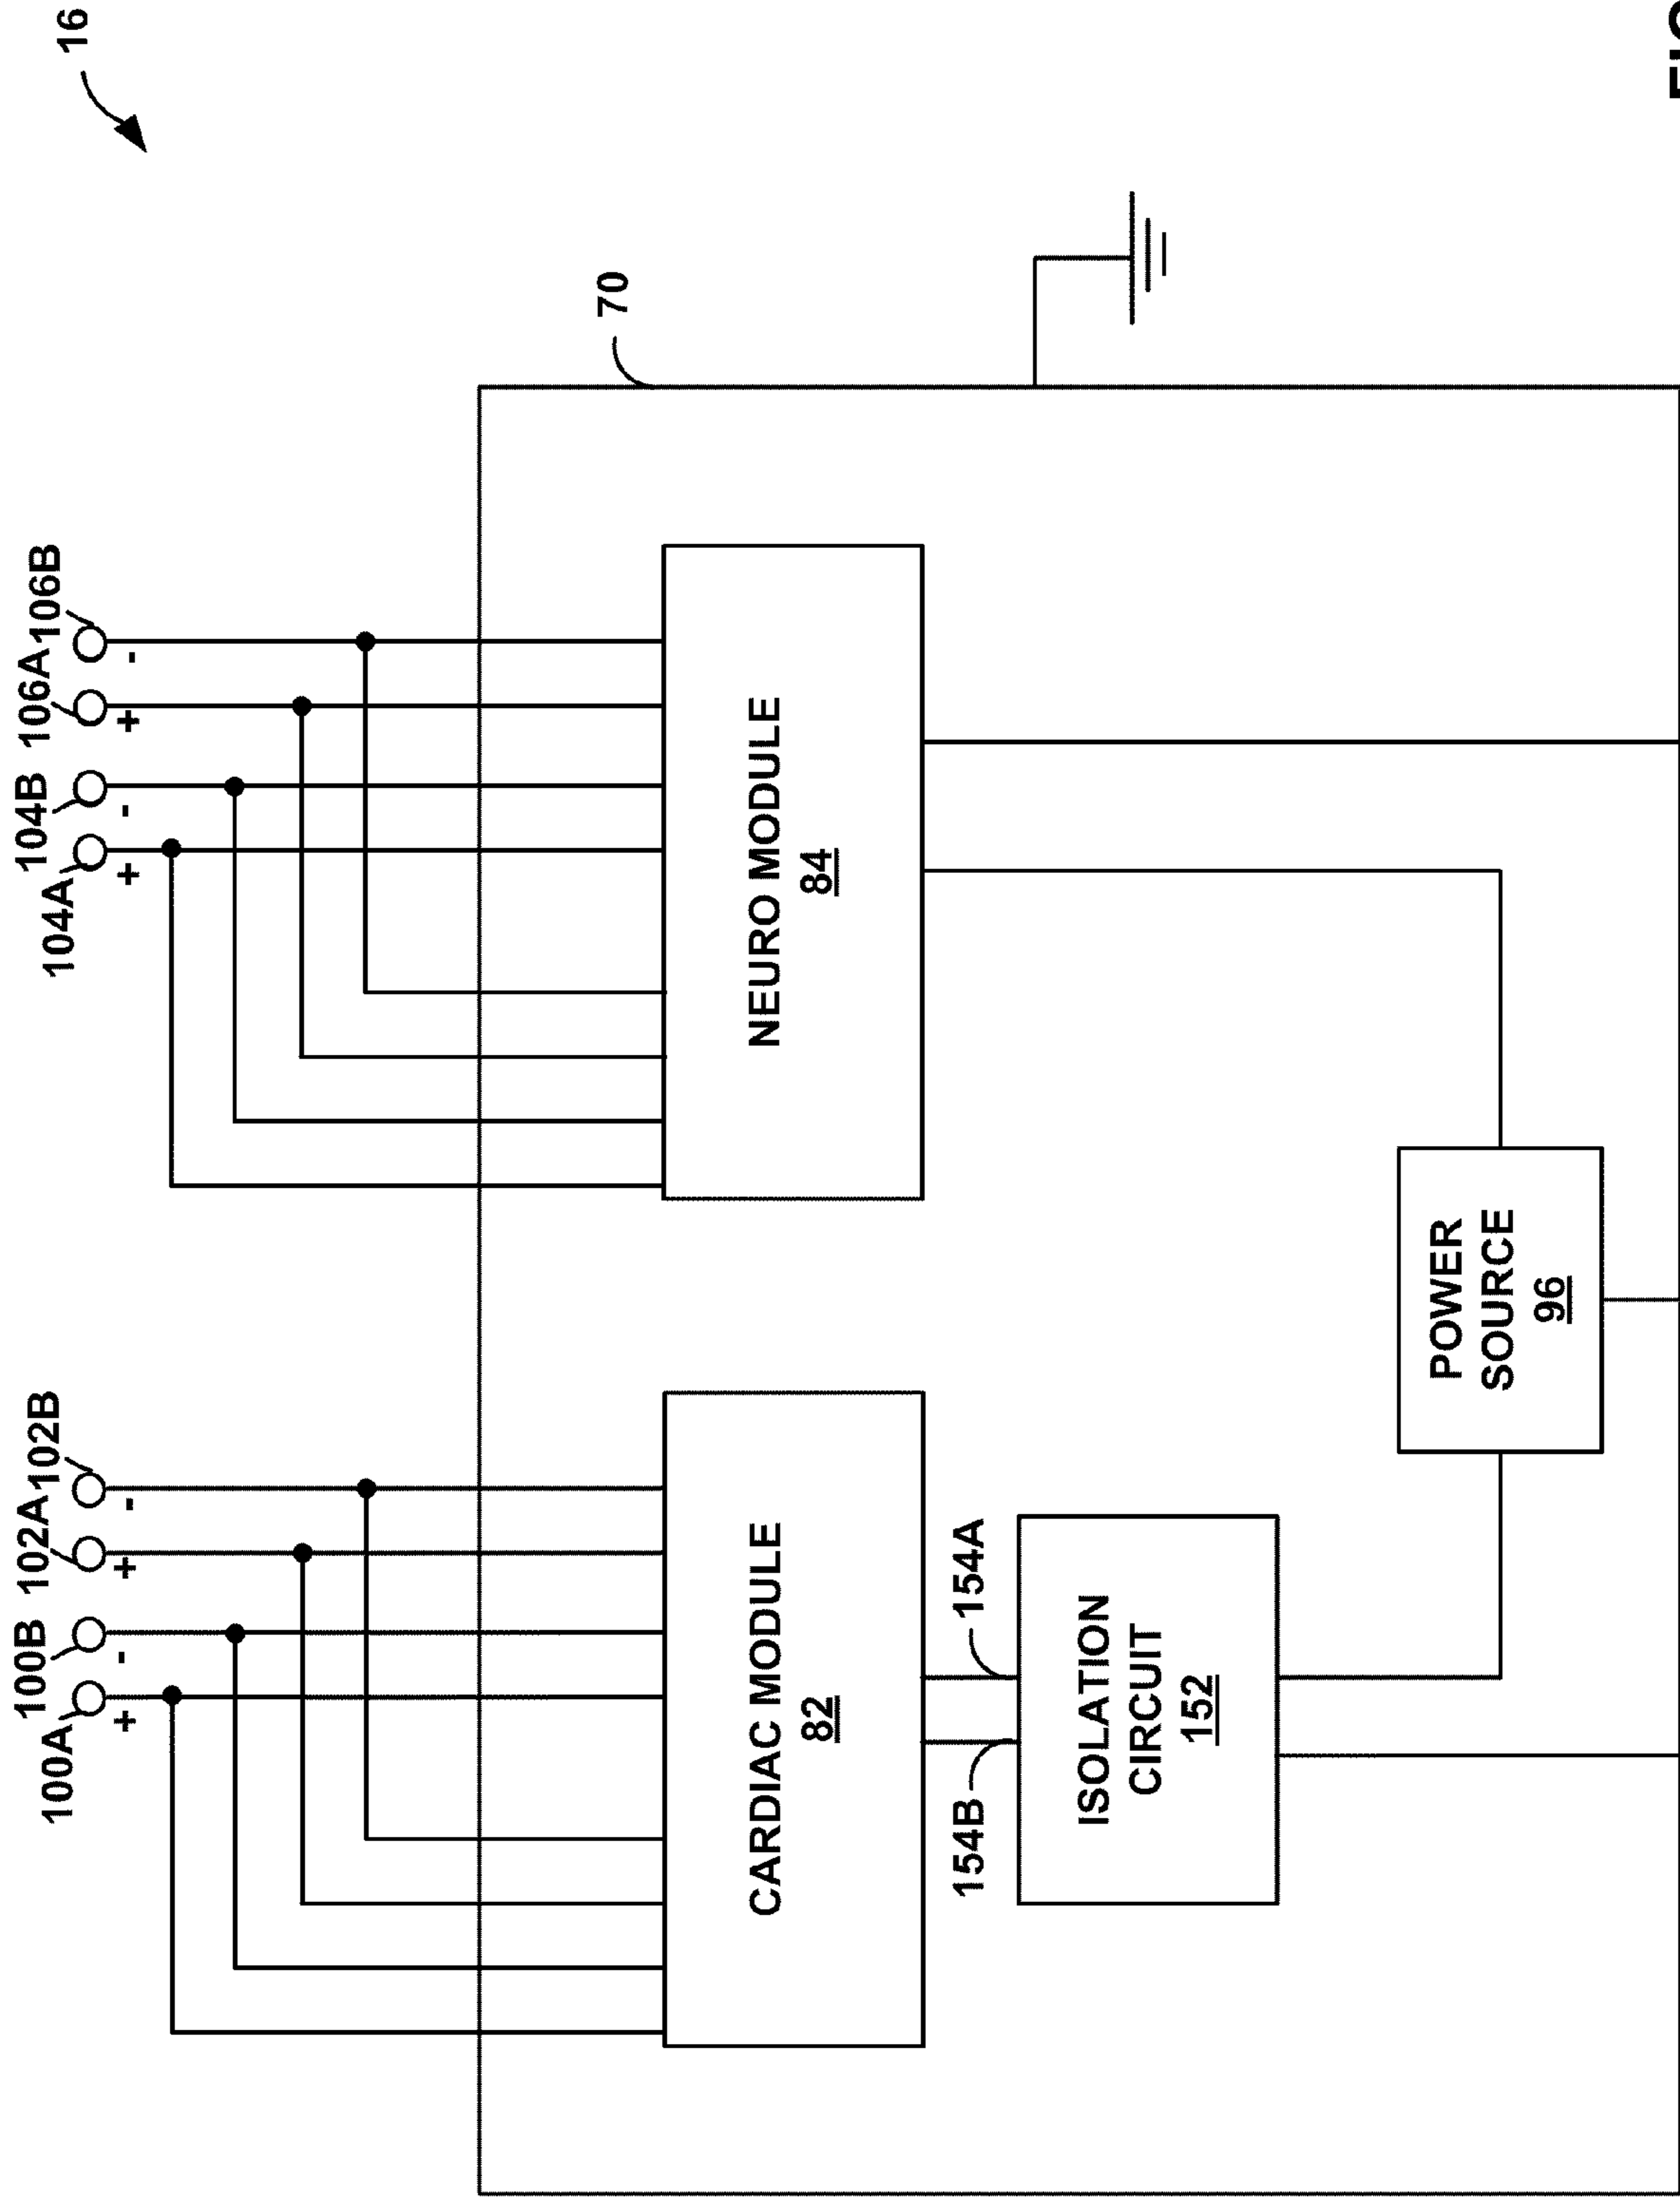 16
70
100A
100B
102A
102B
104A
104B
106A
106B
+
-
+
-
+
-
+
-
CARDIAC MODULE
82
NEURO MODULE
84
154B
154A
ISOLATION
CIRCUIT
152
POWER
SOURCE
96